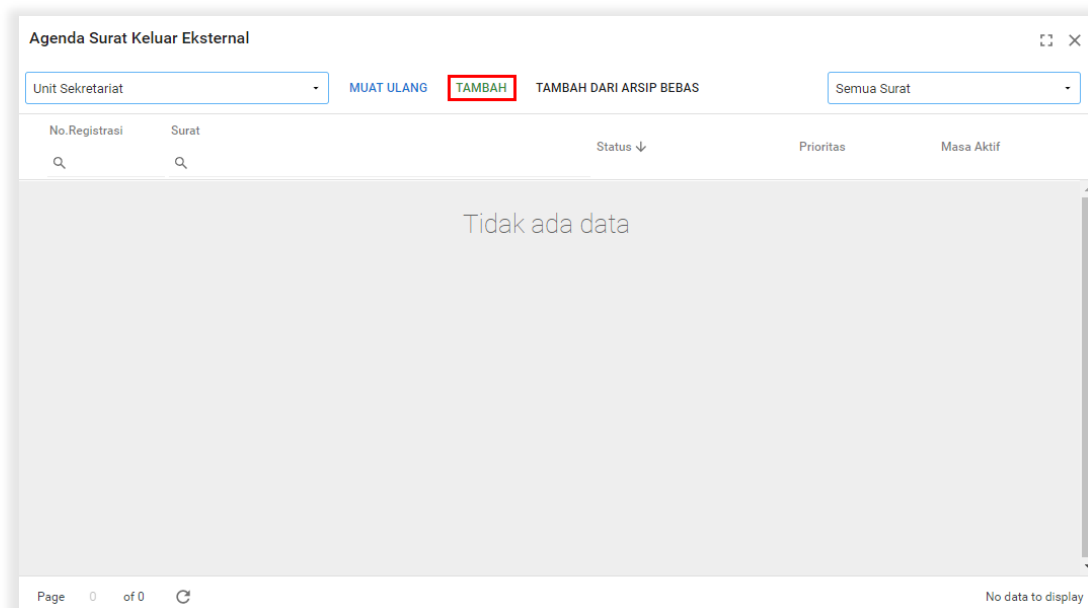 Agenda Surat Keluar Eksternal
Unit Sekretariat MUAT ULANG TAMBAH TAMBAH DARI ARSIP BEBAS Semua Surat
No.Registrasi Surat Status Prioritas Masa Aktif
Tidak ada data
Page 0 of 0 No data to display